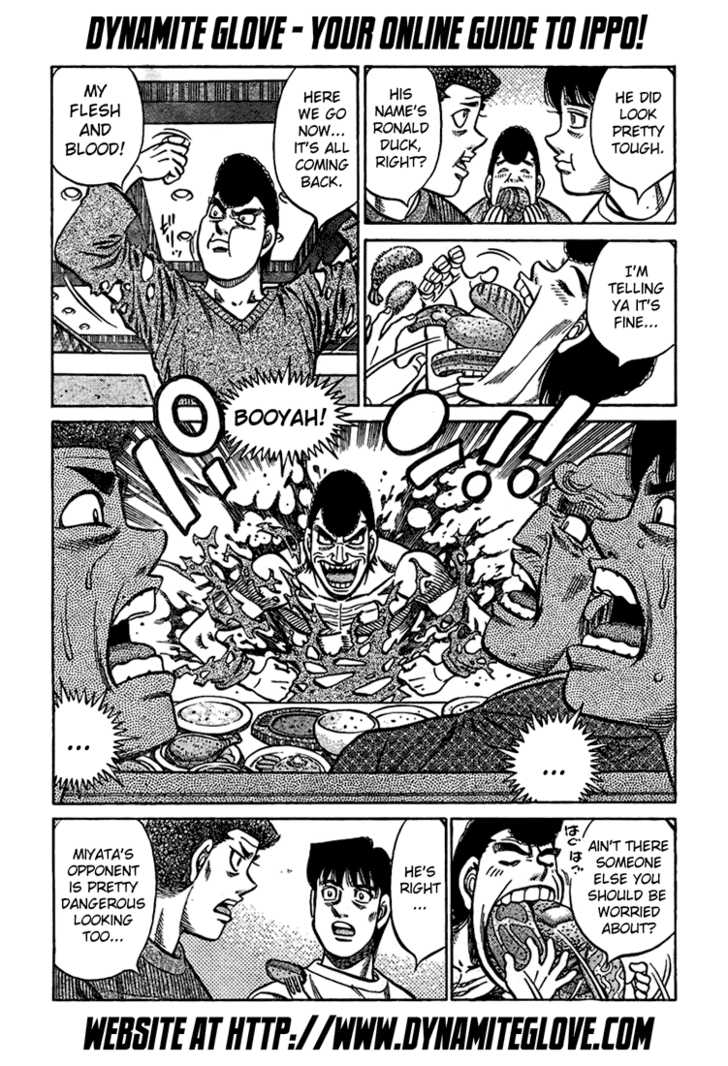 DYNAMITE GLOVE - YOUR ONLINE GUIDE TO IPPO!
HE DID
LOOK
PRETTY
TOUGH.
HIS
NAME'S
RONALD
DUCK,
RIGHT?
HERE
WE GO
NOW...
IT'S ALL
COMING
BACK.
MY
FLESH
AND
BLOOD!
I'M
TELLING
YA IT'S
FINE...
BOOYAH!
...
...
AIN'T THERE
SOMEONE
ELSE YOU
SHOULD BE
WORRIED
ABOUT?
HE'S
RIGHT
...
MIYATA'S
OPPONENT
IS PRETTY
DANGEROUS
LOOKING
TOO...
WEBSITE AT HTTP://WWW.DYNAMITEGLOVE.COM